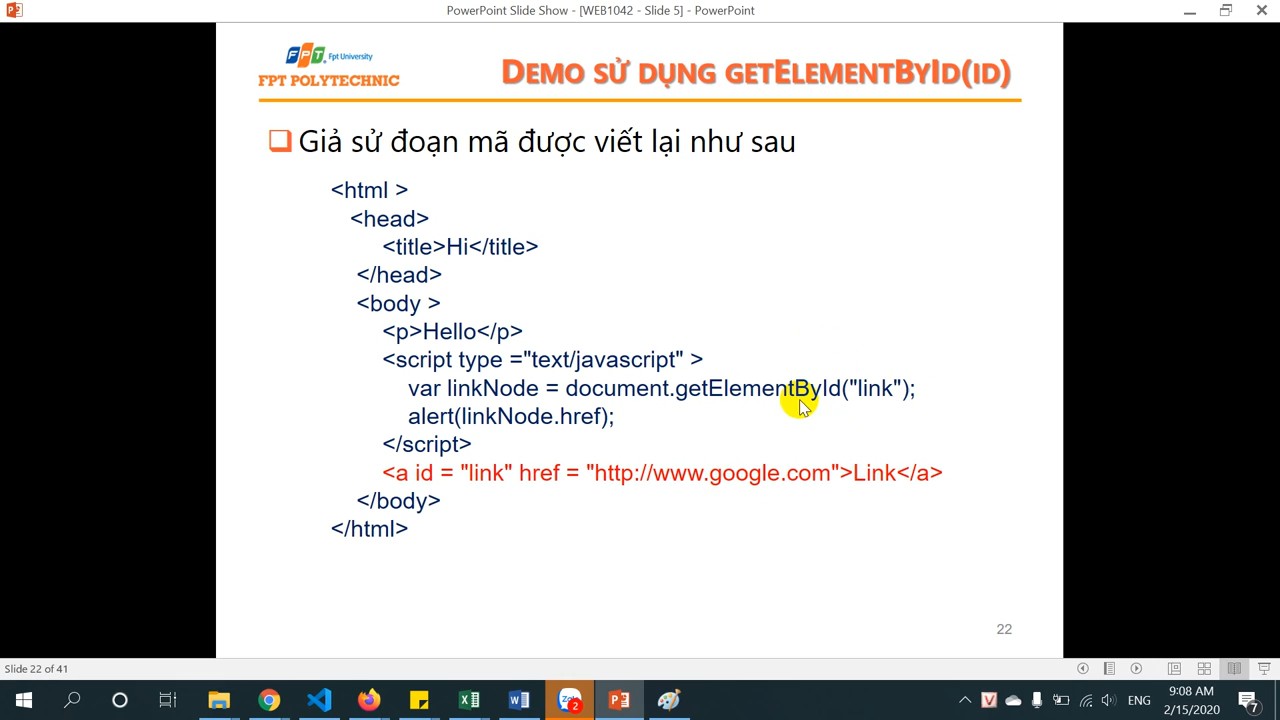 PowerPoint Slide Show - [WEB1042 - Slide 5] - PowerPoint
FPT. Fpt University
FPT POLYTECHNIC
DEMO SỬ DỤNG GETELEMENTBYID(ID)
Giả sử đoạn mã được viết lại như sau
<html >
<head>
<title>Hi</title>
</head>
<body >
<p>Hello</p>
<script type ="text/javascript" >
var linkNode = document.getElementById("link");
alert(linkNode.href);
</script>
<a id = "link" href = "http://www.google.com">Link</a>
</body>
</html>
22
Slide 22 of 41
ENG
9:08 AM
2/15/2020
7
2